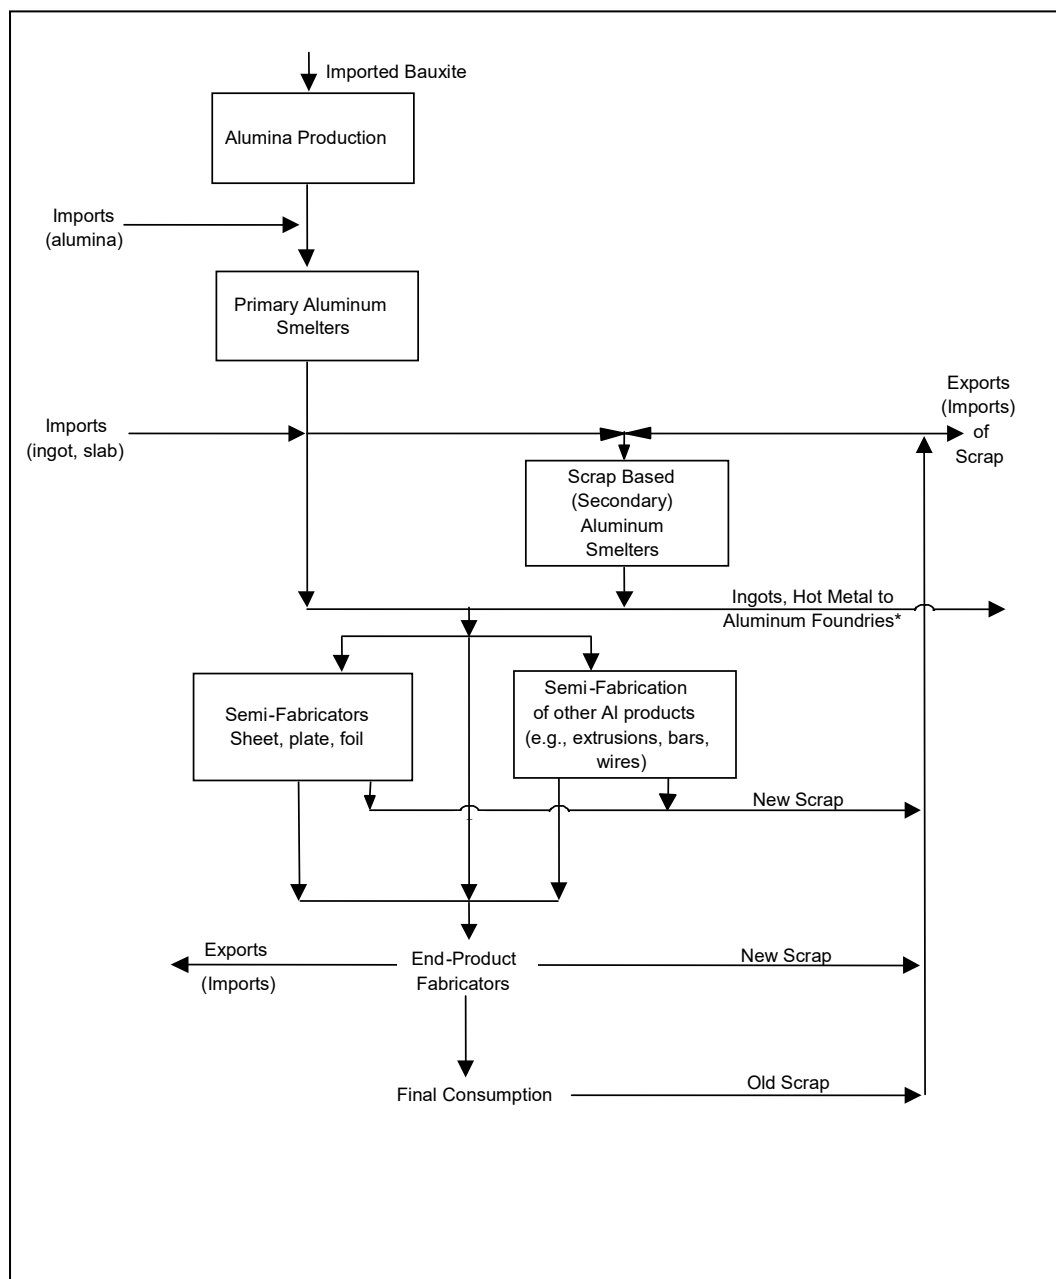 Imported Bauxite
Alumina Production
Imports
(alumina)
Primary Aluminum
Smelters
Exports
(Imports)
of
Scrap
Imports
(ingot, slab)
Scrap Based
(Secondary)
Aluminum
Smelters
Ingots, Hot Metal to
Aluminum Foundries*
Semi-Fabricators
Sheet, plate, foil
Semi-Fabrication
of other Al products
(e.g., extrusions, bars,
wires)
New Scrap
Exports
(Imports)
End-Product
Fabricators
New Scrap
Final Consumption
Old Scrap